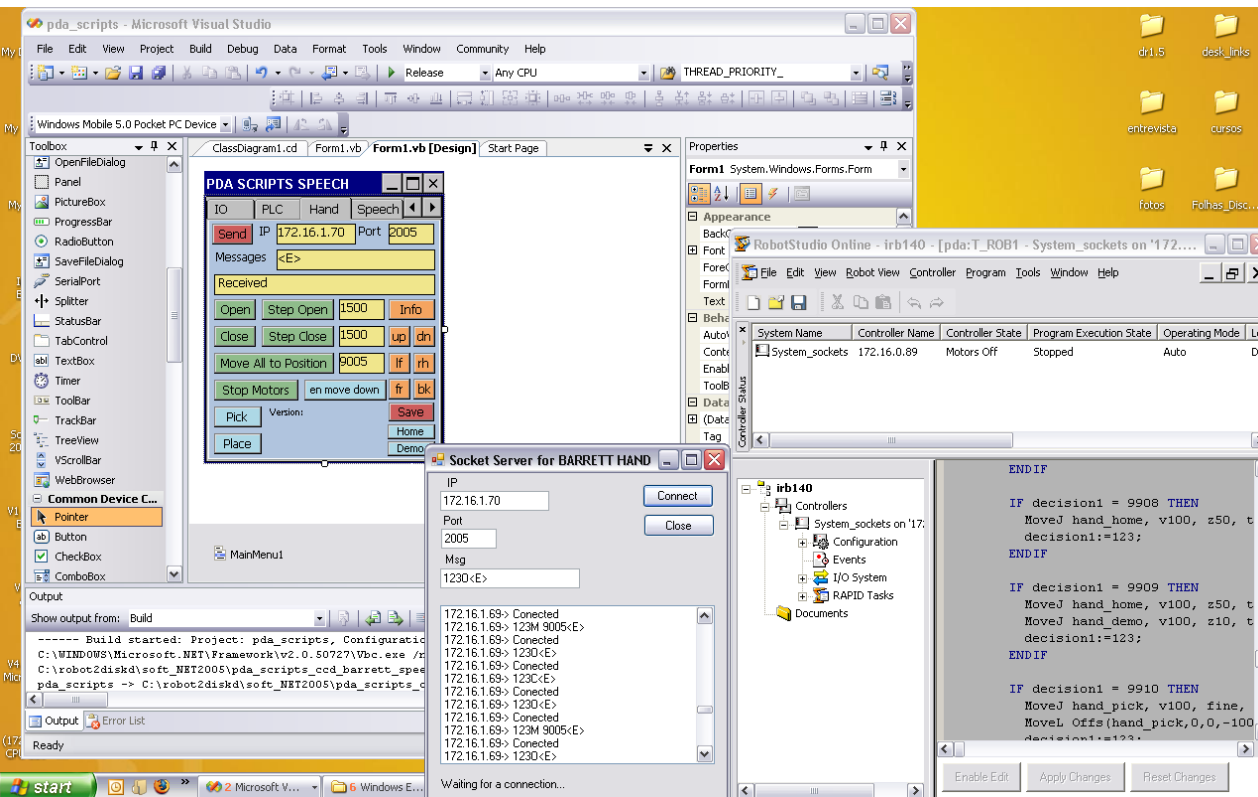 pda_scripts - Microsoft Visual Studio
File Edit View Project Build Debug Data Format Tools Window Community Help
Release Any CPU THREAD_PRIORITY_
Windows Mobile 5.0 Pocket PC Device
Toolbox
OpenFileDialog
Panel
PictureBox
ProgressBar
RadioButton
SaveFileDialog
SerialPort
Splitter
StatusBar
TabControl
TextBox
Timer
ToolBar
TrackBar
TreeView
VScrollBar
WebBrowser
Common Device C...
Pointer
Button
CheckBox
ComboBox
ClassDiagram1.cd Form1.vb Form1.vb [Design] Start Page
PDA SCRIPTS SPEECH
IO PLC Hand Speech
Send IP 172.16.1.70 Port 2005
Messages <E>
Received
Open Step Open 1500 Info
Close Step Close 1500 up dn
Move All to Position 9005 lf rh
Stop Motors en move down fr bk
Pick Version: Save
Home
Place Demo
MainMenu1
Properties
Form1 System.Windows.Forms.Form
Appearance
Font
Text
Tag
dr1.5 desk_links
entrevista cursos
fotos Folhas_Disc...
RobotStudio Online - irb140 - [pda:T_ROB1 - System_sockets on '172....
File Edit View Robot View Controller Program Tools Window Help
System Name Controller Name Controller State Program Execution State Operating Mode
System_sockets 172.16.0.89 Motors Off Stopped Auto
Controller Status
irb140
Controllers
System_sockets on '17
Configuration
Events
I/O System
RAPID Tasks
Documents
ENDIF
IF decision1 = 9908 THEN
MoveJ hand_home, v100, z50, t
decision1:=123;
ENDIF
IF decision1 = 9909 THEN
MoveJ hand_home, v100, z50, t
MoveJ hand_demo, v100, z10, t
decision1:=123;
ENDIF
IF decision1 = 9910 THEN
MoveJ hand_pick, v100, fine,
MoveL Offs(hand_pick,0,0,-100
decision1:=123;
Enable Edit Apply Changes Reset Changes
Socket Server for BARRETT HAND
IP
172.16.1.70 Connect
Port Close
2005
Msg
123O<E>
172.16.1.69-> Conected
172.16.1.69-> 123M 9005<E>
172.16.1.69-> Conected
172.16.1.69-> 123O<E>
172.16.1.69-> Conected
172.16.1.69-> 123C<E>
172.16.1.69-> Conected
172.16.1.69-> 123O<E>
172.16.1.69-> Conected
172.16.1.69-> 123M 9005<E>
172.16.1.69-> Conected
172.16.1.69-> 123O<E>
Waiting for a connection...
Output
Show output from: Build
------ Build started: Project: pda_scripts, Configuratio
C:\WINDOWS\Microsoft.NET\Framework\v2.0.50727\Vbc.exe /n
C:\robot2diskd\soft_NET2005\pda_scripts_ccd_barrett_spee
pda_scripts -> C:\robot2diskd\soft_NET2005\pda_scripts_c
Output Error List
Ready
start 2 Microsoft V... 6 Windows E...